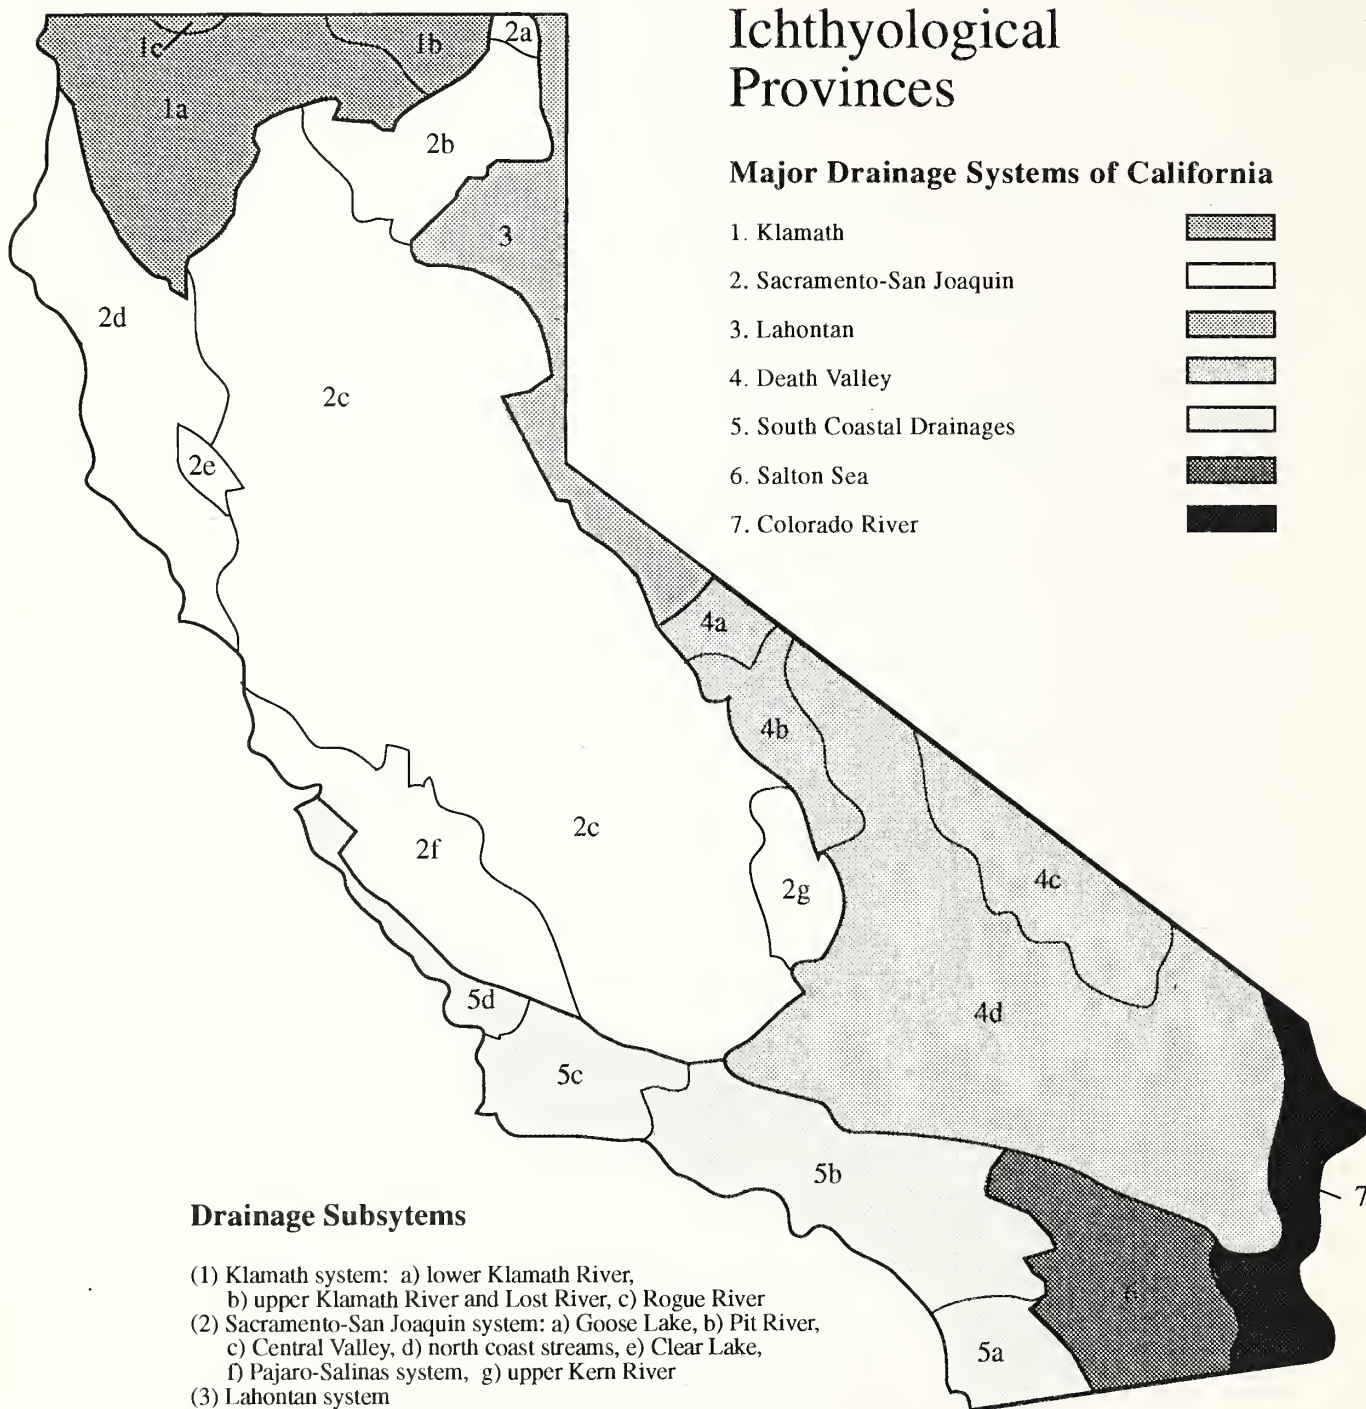 Ichthyological
Provinces
Major Drainage Systems of California
1. Klamath
2. Sacramento-San Joaquin
3. Lahontan
4. Death Valley
5. South Coastal Drainages
6. Salton Sea
7. Colorado River
1c
1b
2a
1a
2b
3
2d
2c
2e
4a
4b
2c
2f
2g
4c
5d
4d
5c
5b
7
6
5a
Drainage Subsytems
(1) Klamath system: a) lower Klamath River,
b) upper Klamath River and Lost River, c) Rogue River
(2) Sacramento-San Joaquin system: a) Goose Lake, b) Pit River,
c) Central Valley, d) north coast streams, e) Clear Lake,
f) Pajaro-Salinas system, g) upper Kern River
(3) Lahontan system